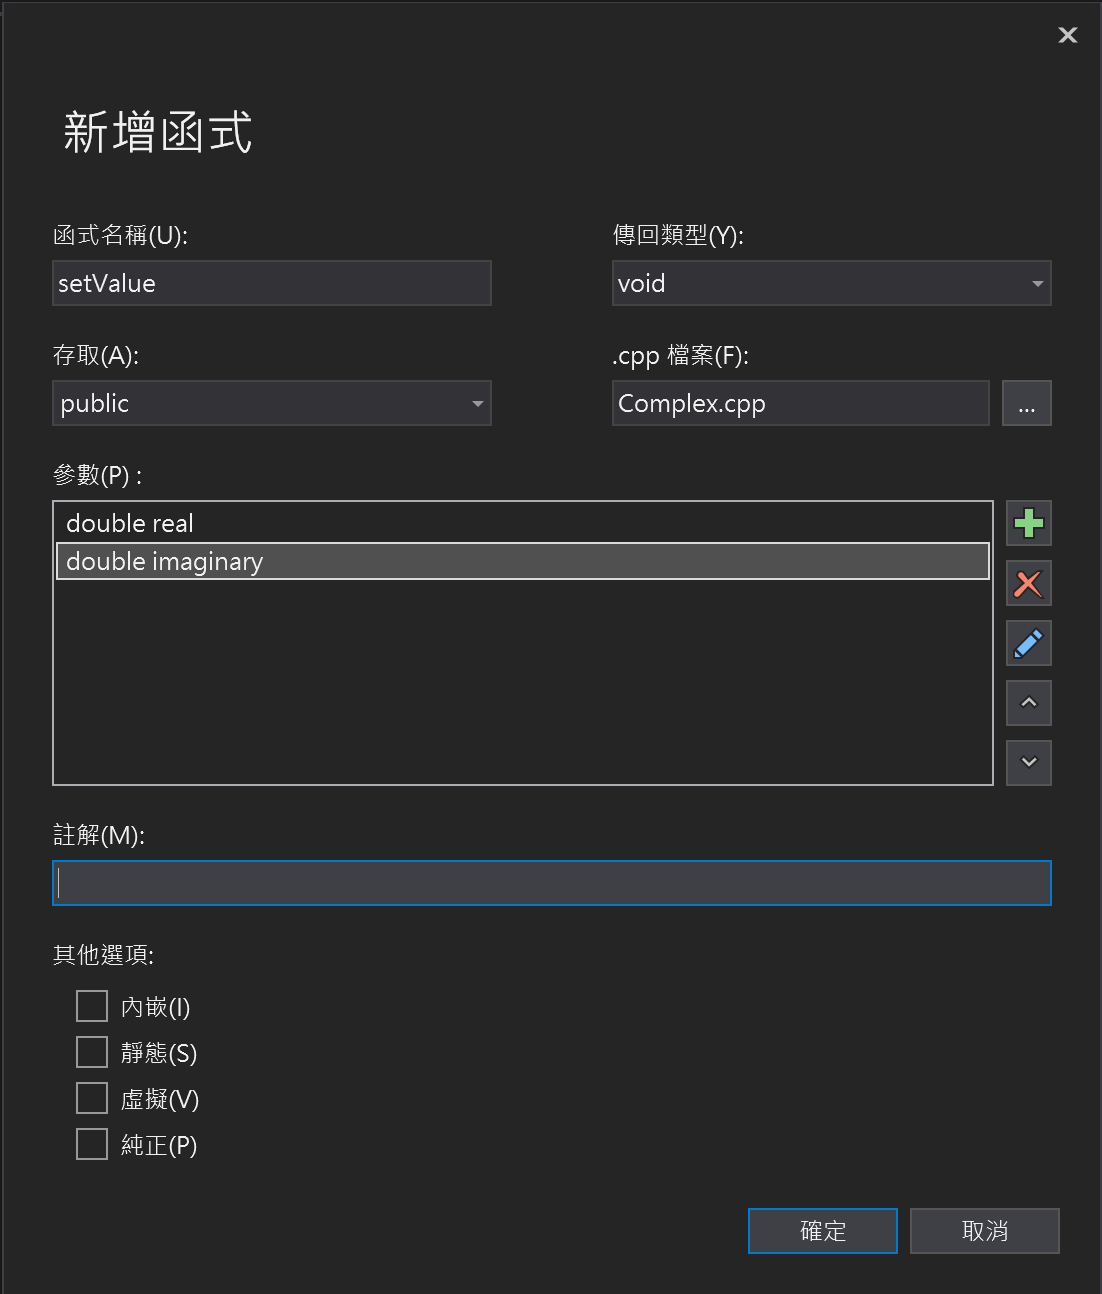 新增函式
函式名稱(U):
傳回類型(Y):
setValue
void
存取(A):
.cpp 檔案(F):
public
Complex.cpp
...
參數(P) :
double real
double imaginary
註解(M):
其他選項:
內嵌(I)
靜態(S)
虛擬(V)
純正(P)
確定
取消